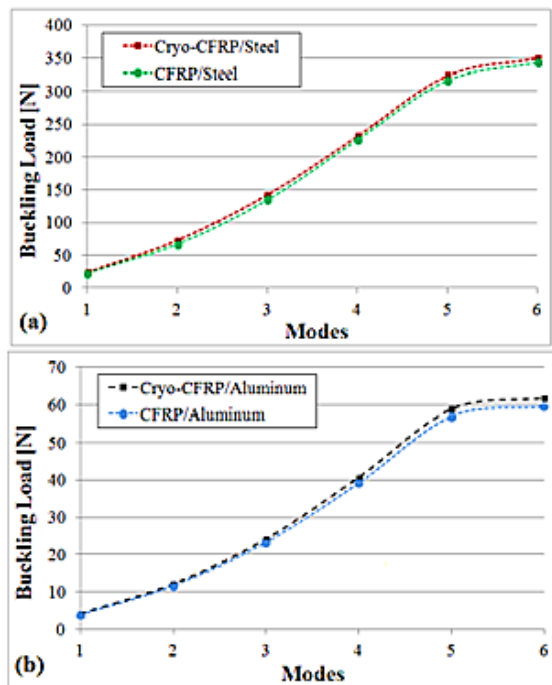 400
350
300
250
200
150
100
50
0
Buckling Load [N]
Cryo-CFRP/Steel
CFRP/Steel
1 2 3 4 5 6
Modes
(a)
70
60
50
40
30
20
10
0
Buckling Load [N]
Cryo-CFRP/Aluminum
CFRP/Aluminum
1 2 3 4 5 6
Modes
(b)